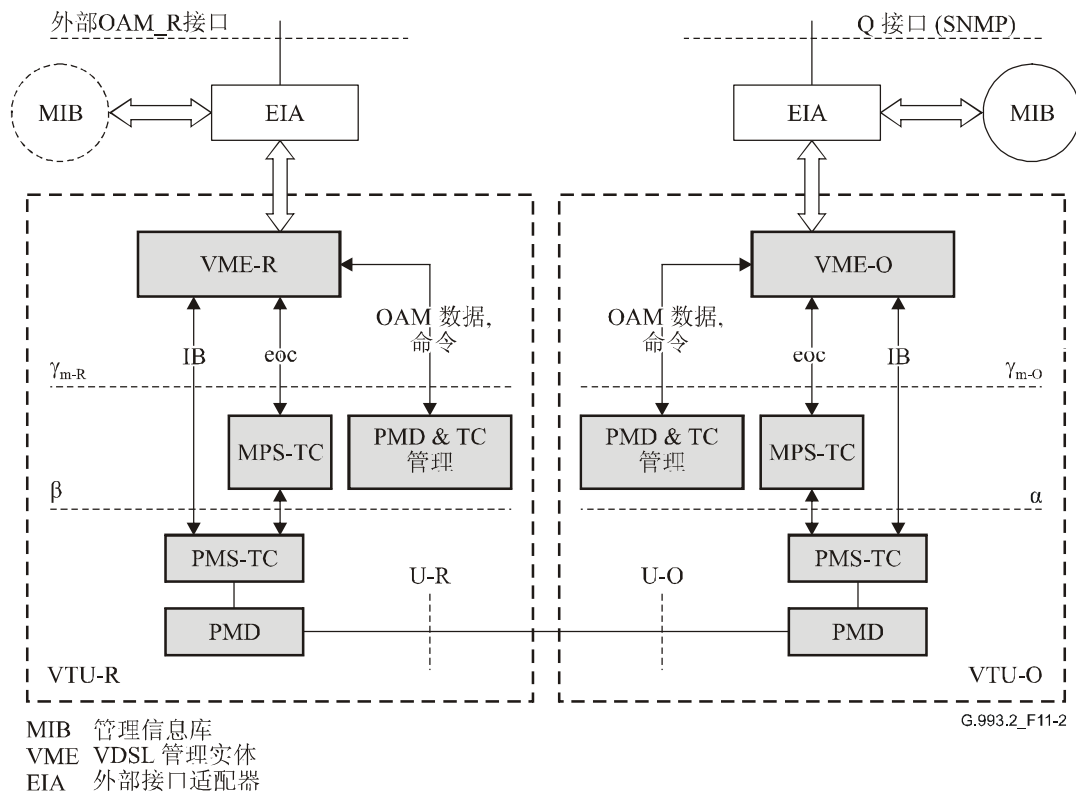 外部OAM_R接口
Q 接口 (SNMP)
MIB
EIA
EIA
MIB
VME-R
VME-O
OAM 数据,
命令
OAM 数据,
命令
IB
eoc
eoc
IB
γm-R
γm-O
MPS-TC
PMD & TC
管理
PMD & TC
管理
MPS-TC
β
α
PMS-TC
PMS-TC
U-R
U-O
PMD
PMD
VTU-R
VTU-O
G.993.2_F11-2
MIB 管理信息库
VME VDSL 管理实体
EIA 外部接口适配器